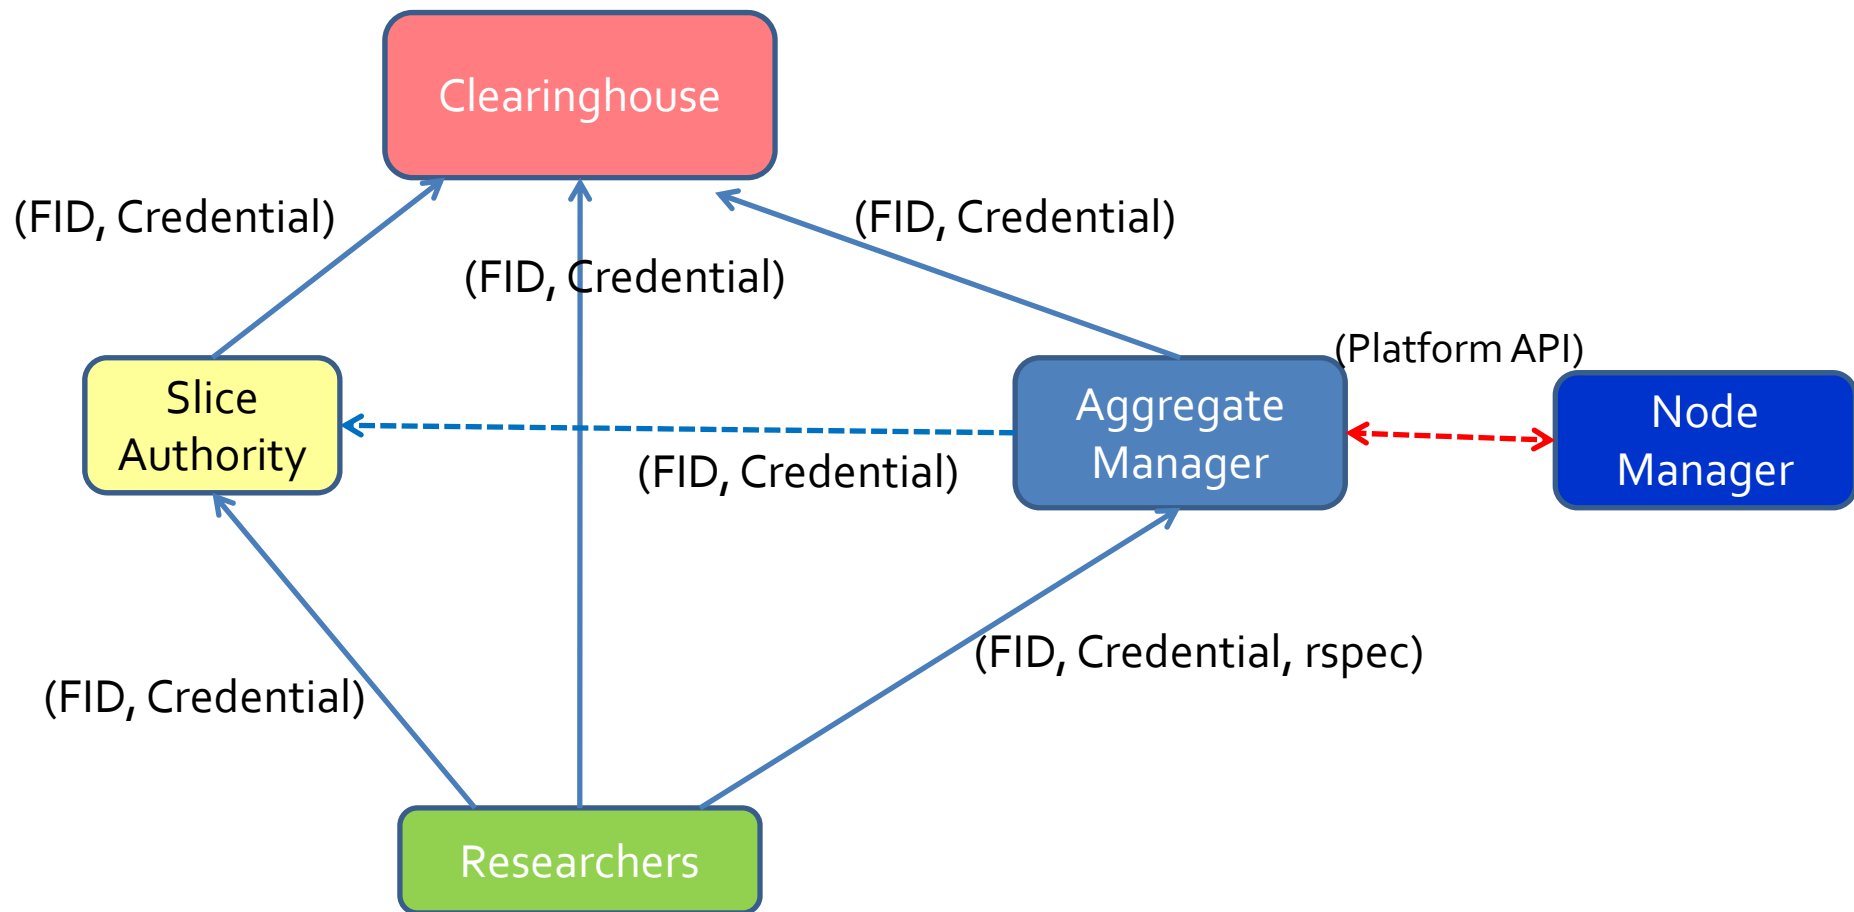 Clearinghouse
(FID, Credential)
(FID, Credential)
(FID, Credential)
(Platform API)
Slice
Authority
Aggregate
Manager
Node
Manager
(FID, Credential)
(FID, Credential, rspec)
(FID, Credential)
Researchers